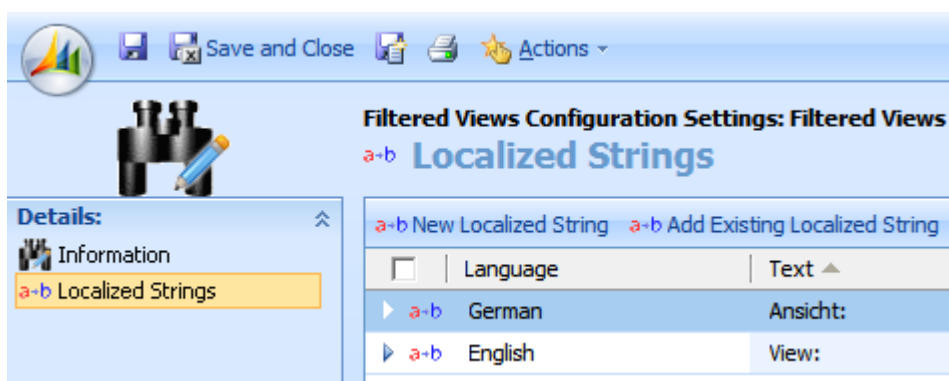 Save and Close Actions
Filtered Views Configuration Settings: Filtered Views
a→b Localized Strings
Details:
Information
a→b Localized Strings
a→b New Localized String a→b Add Existing Localized String
Language Text
a→b German Ansicht:
a→b English View: